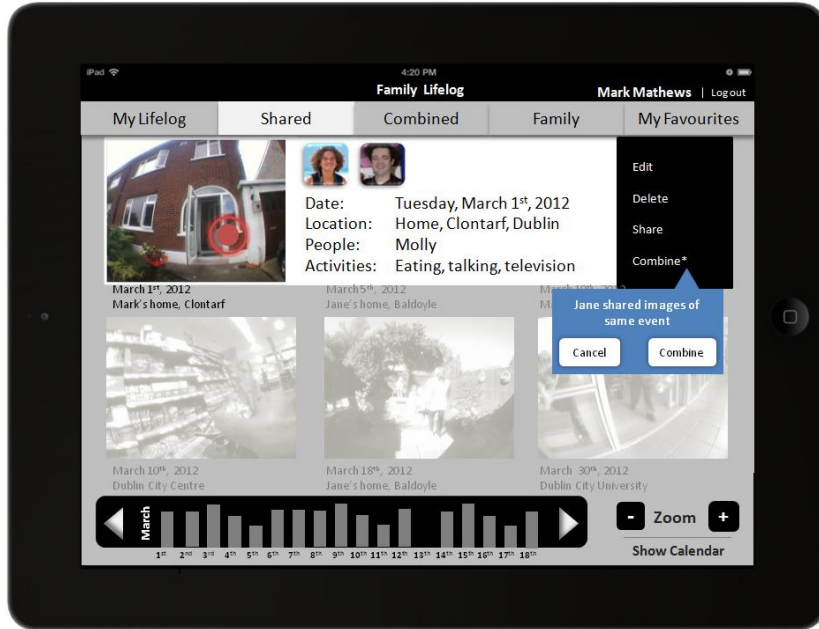 iPad
4:20 PM
Family Lifelog
Mark Mathews | Logout
My Lifelog
Shared
Combined
Family
My Favourites
Date: Tuesday, March 1st, 2012
Location: Home, Clontarf, Dublin
People: Molly
Activities: Eating, talking, television
Edit
Delete
Share
Combine*
March 1st, 2012
Mark's home, Clontarf
March 5th, 2012
Jane's home, Baldoyle
Jane shared images of
same event
Cancel
Combine
March 10th, 2012
Dublin City Centre
March 18th, 2012
Jane's home, Baldoyle
March 30th, 2012
Dublin City University
March
1st 2nd 3rd 4th 5th 6th 7th 8th 9th 10th 11th 12th 13th 14th 15th 16th 17th 18th
- Zoom +
Show Calendar